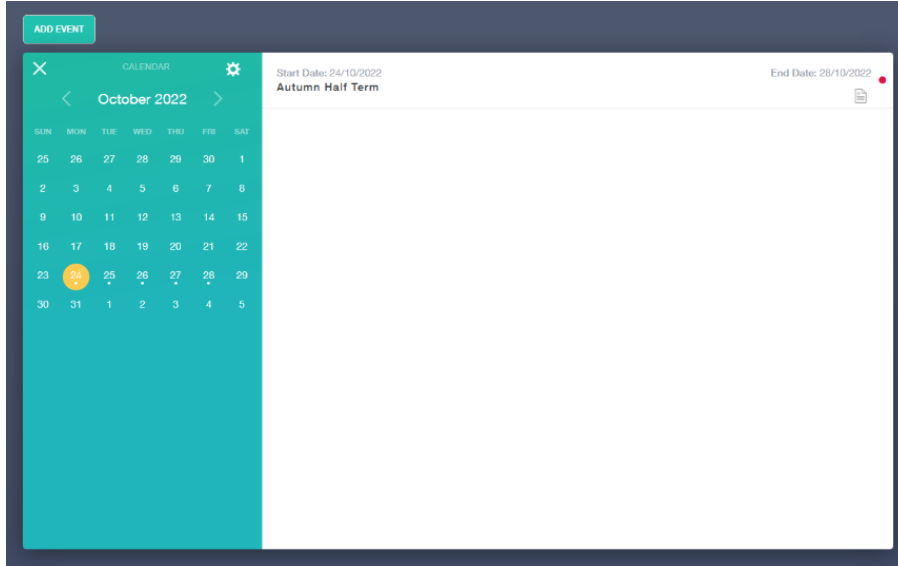 ADD EVENT
CALENDAR
October 2022
SUN MON TUE WED THU FRI SAT
25 26 27 28 29 30 1
2 3 4 5 6 7 8
9 10 11 12 13 14 15
16 17 18 19 20 21 22
23 24 25 26 27 28 29
30 31 1 2 3 4 5
Start Date: 24/10/2022
Autumn Half Term
End Date: 28/10/2022